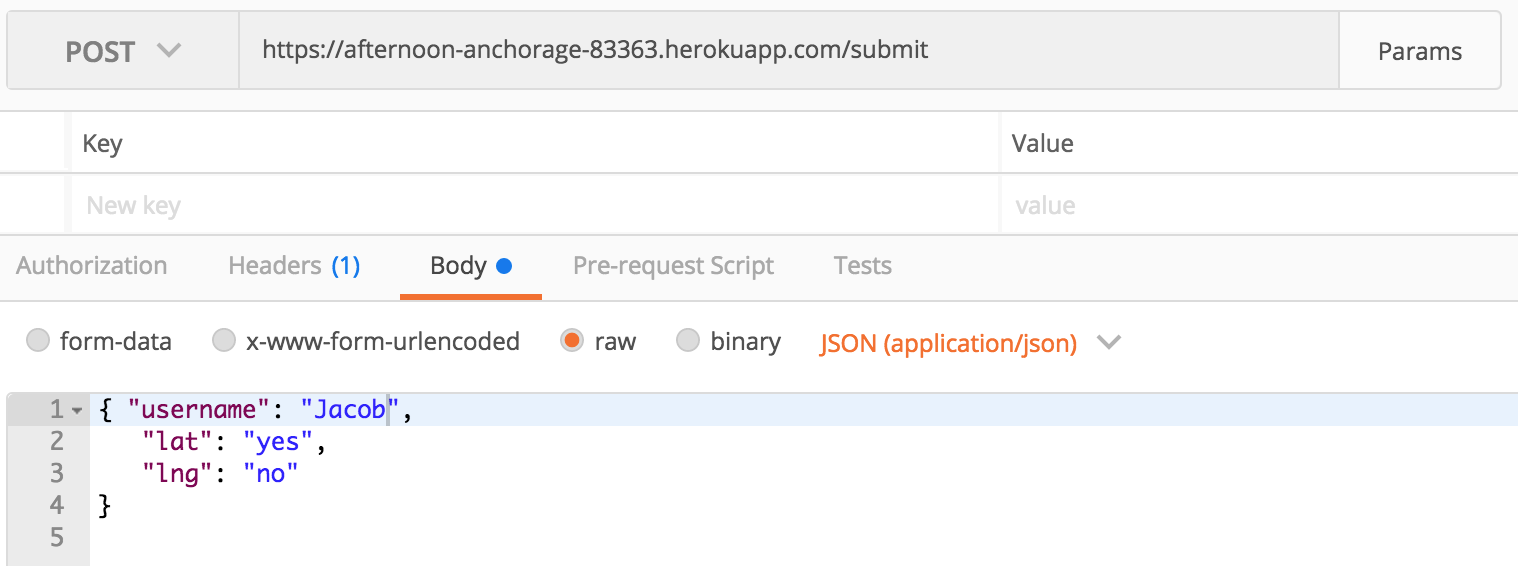 POST https://afternoon-anchorage-83363.herokuapp.com/submit Params
Key Value
New key value
Authorization Headers (1) Body Pre-request Script Tests
form-data x-www-form-urlencoded raw binary JSON (application/json)
1 { "username": "Jacob",
2 "lat": "yes",
3 "lng": "no"
4 }
5